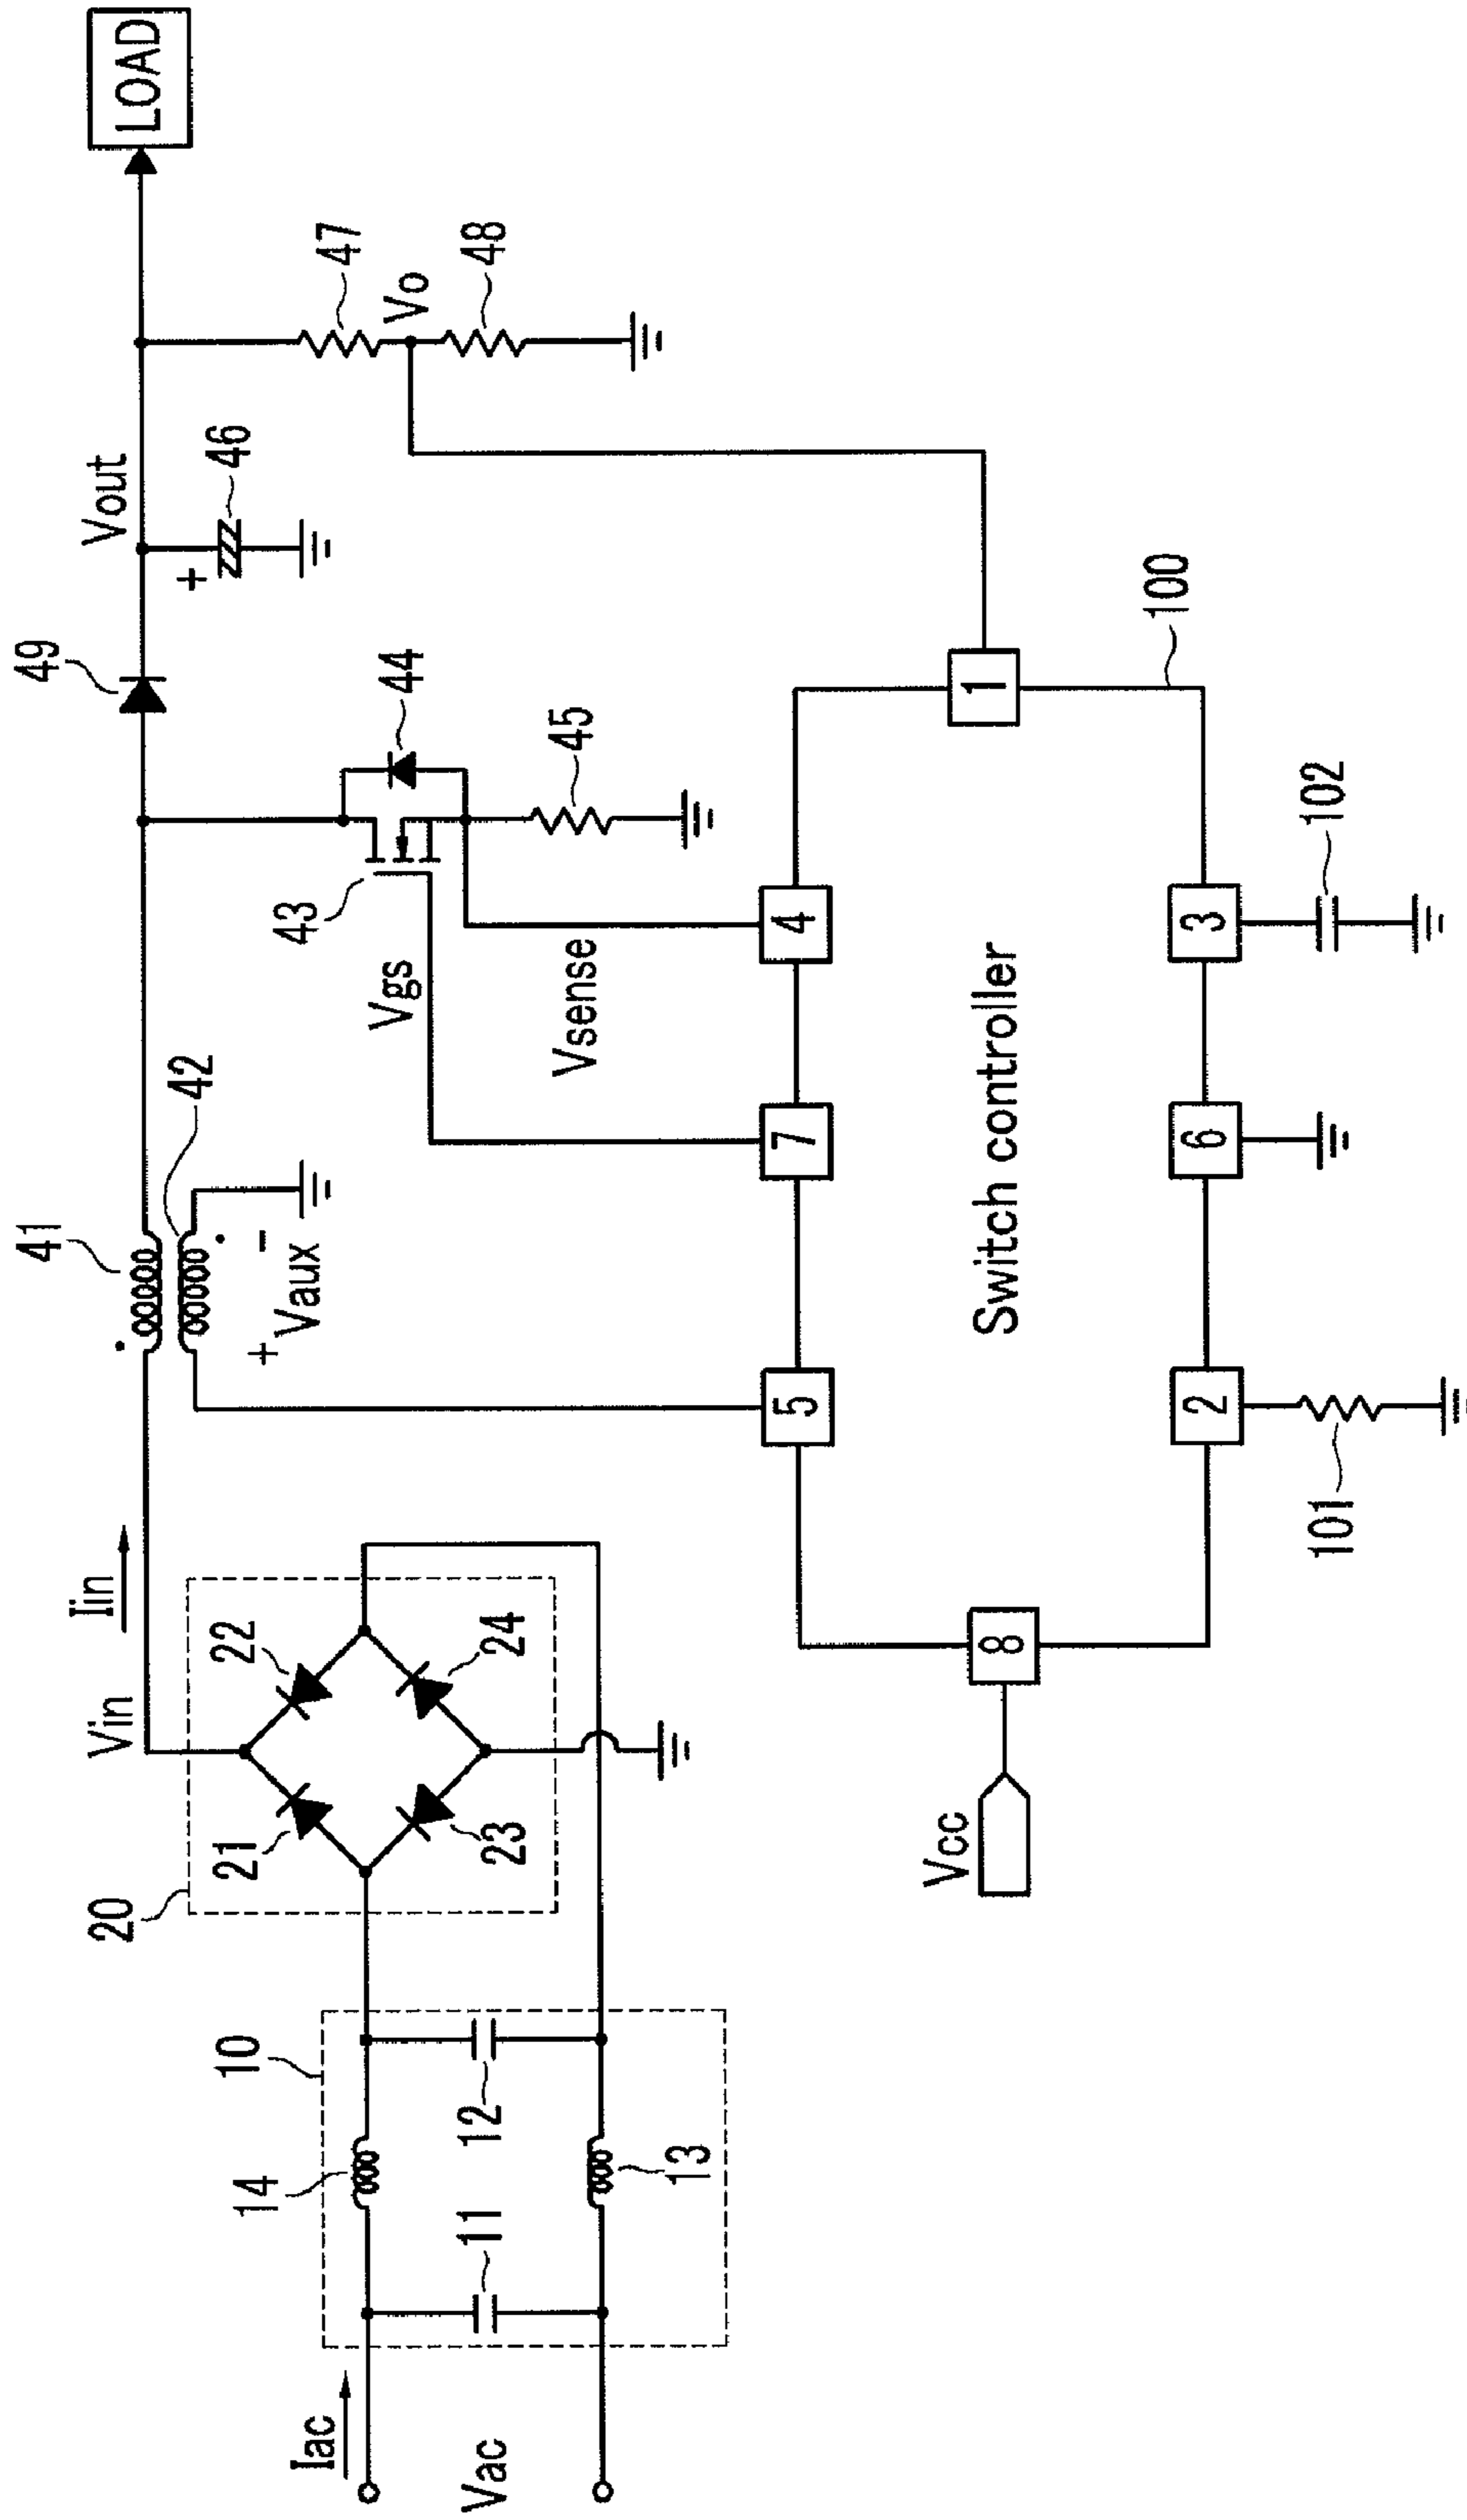 Iac
Vac
10
14
11
12
13
20
21
22
23
24
Vin
Iin
41
42
+ Vaux -
49
43
44
45
Vgs
Vsense
Vout
+
46
47
Vo
48
LOAD
Vcc
8
5
7
4
1
Switch controller
2
6
3
100
101
102